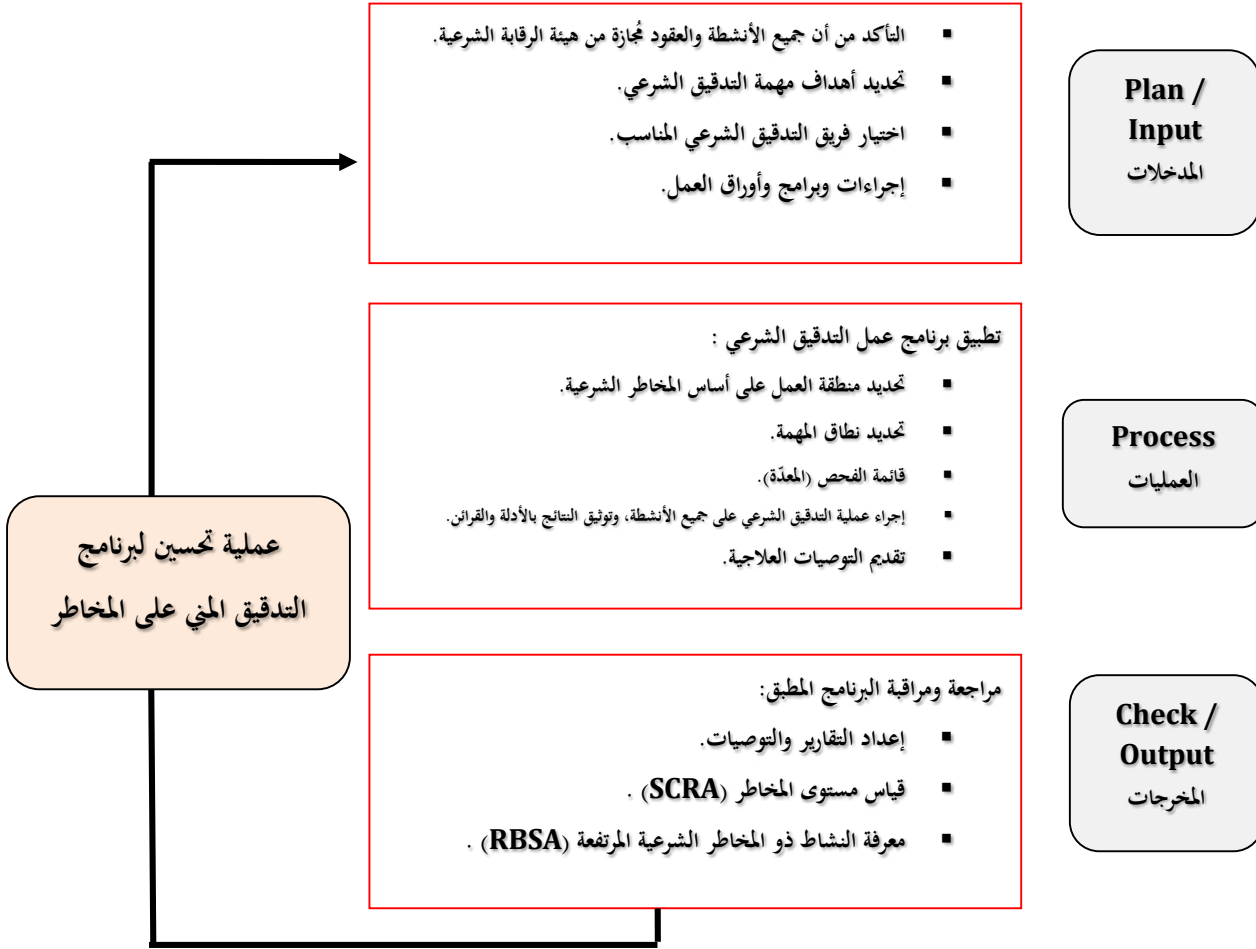 التأكد من أن جميع الأنشطة والعقود مُجازة من هيئة الرقابة الشرعية.
تحديد أهداف مهمة التدقيق الشرعي.
اختيار فريق التدقيق الشرعي المناسب.
إجراءات وبرامج وأوراق العمل.
Plan /
Input
المدخلات
تطبيق برنامج عمل التدقيق الشرعي :
تحديد منطقة العمل على أساس المخاطر الشرعية.
تحديد نطاق المهمة.
قائمة الفحص (المعدّة).
إجراء عملية التدقيق الشرعي على جميع الأنشطة، وتوثيق النتائج بالأدلة والقرائن.
تقديم التوصيات العلاجية.
Process
العمليات
عملية تحسين لبرنامج
التدقيق المني على المخاطر
مراجعة ومراقبة البرنامج المطبق:
إعداد التقارير والتوصيات.
قياس مستوى المخاطر (SCRA) .
معرفة النشاط ذو المخاطر الشرعية المرتفعة (RBSA) .
Check /
Output
المخرجات